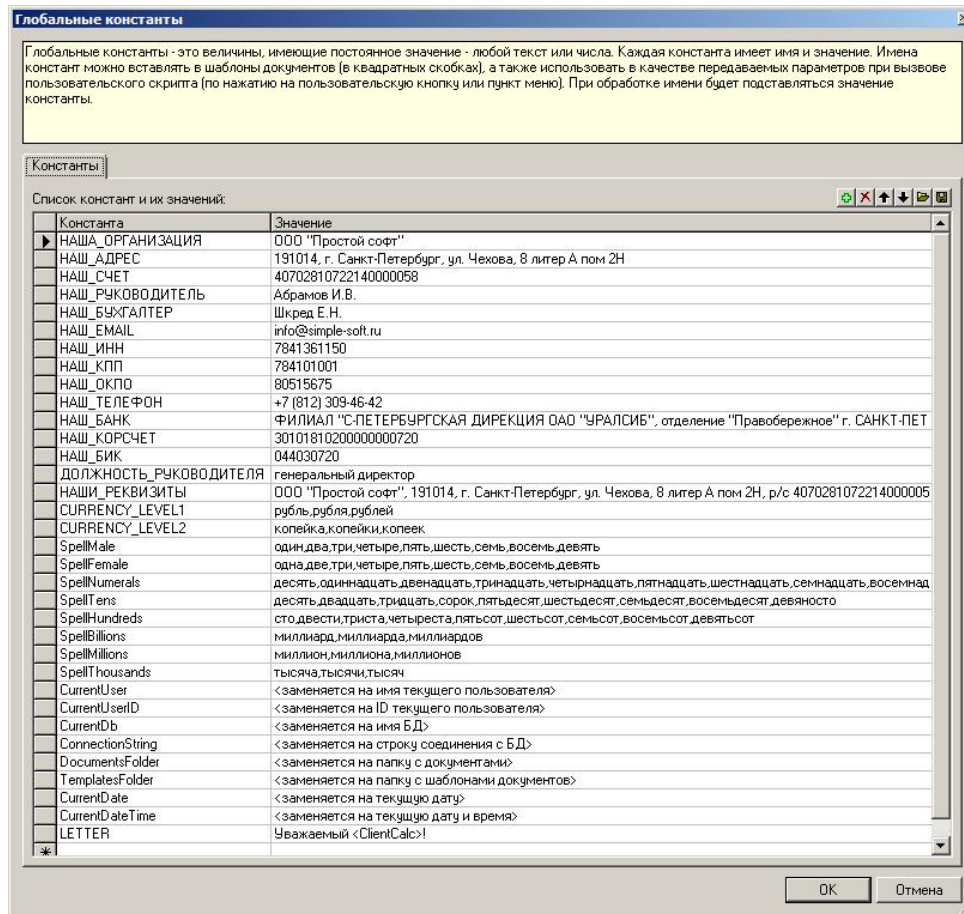 Глобальные константы
Глобальные константы - это величины, имеющие постоянное значение - любой текст или числа. Каждая константа имеет имя и значение. Имена
констант можно вставлять в шаблоны документов (в квадратных скобках), а также использовать в качестве передаваемых параметров при вызвове
пользовательского скрипта (по нажатию на пользовательскую кнопку или пункт меню). При обработке имени будет подставляться значение
константы.
Константы
Список констант и их значений:
Константа Значение
НАША_ОРГАНИЗАЦИЯ ООО "Простой софт"
НАШ_АДРЕС 191014, г. Санкт-Петербург, ул. Чехова, 8 литер А пом 2Н
НАШ_СЧЕТ 40702810722140000058
НАШ_РУКОВОДИТЕЛЬ Абрамов И.В.
НАШ_БУХГАЛТЕР Шкред Е.Н.
НАШ_EMAIL info@simple-soft.ru
НАШ_ИНН 7841361150
НАШ_КПП 784101001
НАШ_ОКПО 80515675
НАШ_ТЕЛЕФОН +7 (812) 309-46-42
НАШ_БАНК ФИЛИАЛ "С-ПЕТЕРБУРГСКАЯ ДИРЕКЦИЯ ОАО "УРАЛСИБ", отделение "Правобережное" г. САНКТ-ПЕТ
НАШ_КОРСЧЕТ 30101810200000000720
НАШ_БИК 044030720
ДОЛЖНОСТЬ_РУКОВОДИТЕЛЯ генеральный директор
НАШИ_РЕКВИЗИТЫ ООО "Простой софт", 191014, г. Санкт-Петербург, ул. Чехова, 8 литер А пом 2Н, р/с 4070281072214000005
CURRENCY_LEVEL1 рубль,рубля,рублей
CURRENCY_LEVEL2 копейка,копейки,копеек
SpellMale один,два,три,четыре,пять,шесть,семь,восемь,девять
SpellFemale одна,две,три,четыре,пять,шесть,семь,восемь,девять
SpellNumerals десять,одиннадцать,двенадцать,тринадцать,четырнадцать,пятнадцать,шестнадцать,семнадцать,восемнад
SpellTens десять,двадцать,тридцать,сорок,пятьдесят,шестьдесят,семьдесят,восемьдесят,девяносто
SpellHundreds сто,двести,триста,четыреста,пятьсот,шестьсот,семьсот,восемьсот,девятьсот
SpellBillions миллиард,миллиарда,миллиардов
SpellMillions миллион,миллиона,миллионов
SpellThousands тысяча,тысячи,тысяч
CurrentUser <заменяется на имя текущего пользователя>
CurrentUserID <заменяется на ID текущего пользователя>
CurrentDb <заменяется на имя БД>
ConnectionString <заменяется на строку соединения с БД>
DocumentsFolder <заменяется на папку с документами>
TemplatesFolder <заменяется на папку с шаблонами документов>
CurrentDate <заменяется на текущую дату>
CurrentDateTime <заменяется на текущую дату и время>
LETTER Уважаемый <ClientCalc>!
OK Отмена